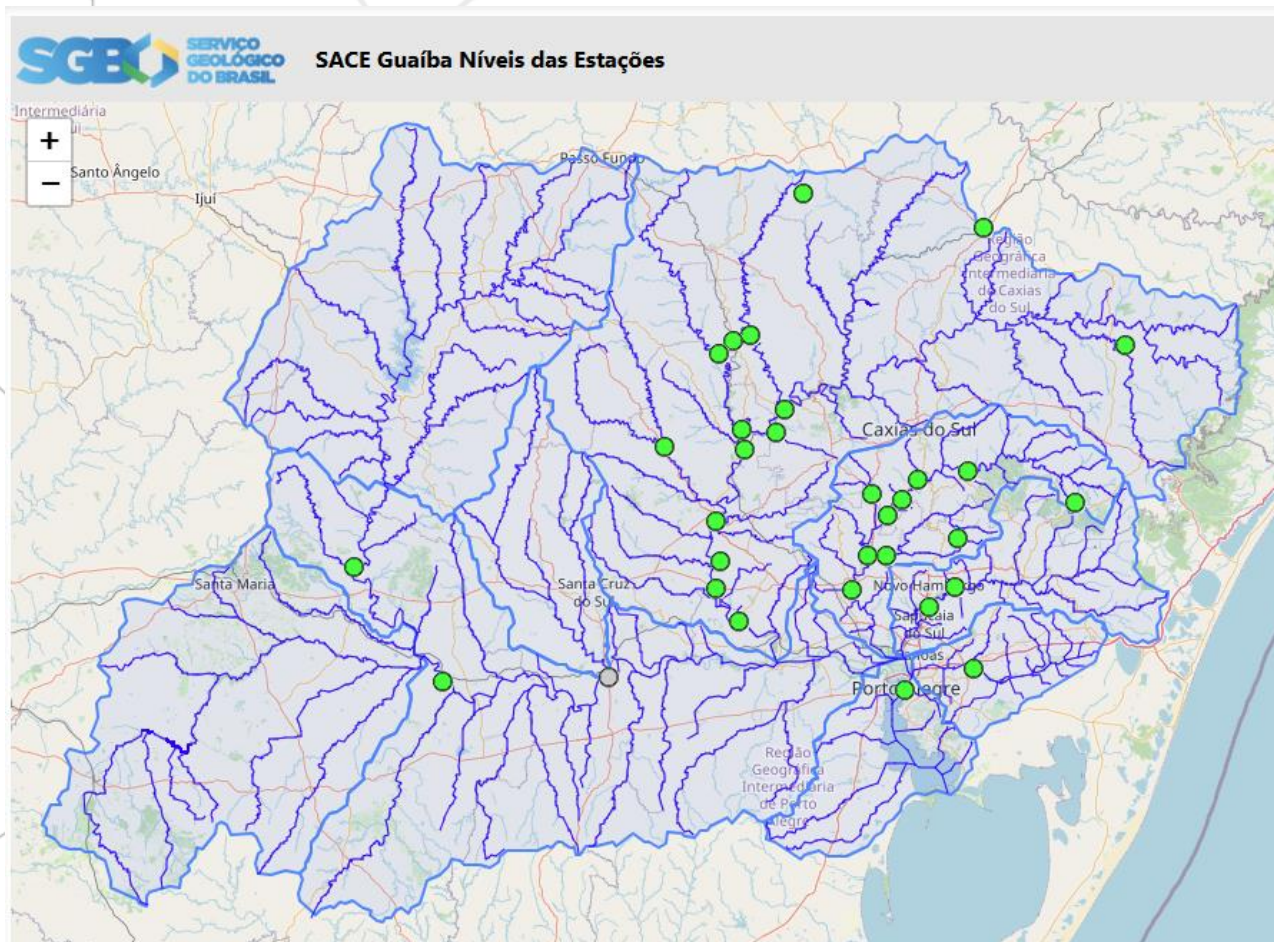 SGB
SERVIÇO
GEOLÓGICO
DO BRASIL
SACE Guaíba Níveis das Estações
Intermediária
+
−
Santo Ângelo
Ijuí
Passo Fundo
Região
Geográfica
Intermediária
de Caxias
do Sul
Caxias do Sul
Santa Maria
Santa Cruz
do Sul
Novo Hamburgo
Sapucaia
do Sul
Canoas
Porto Alegre
Região
Geográfica
Intermediária
de Porto
Alegre